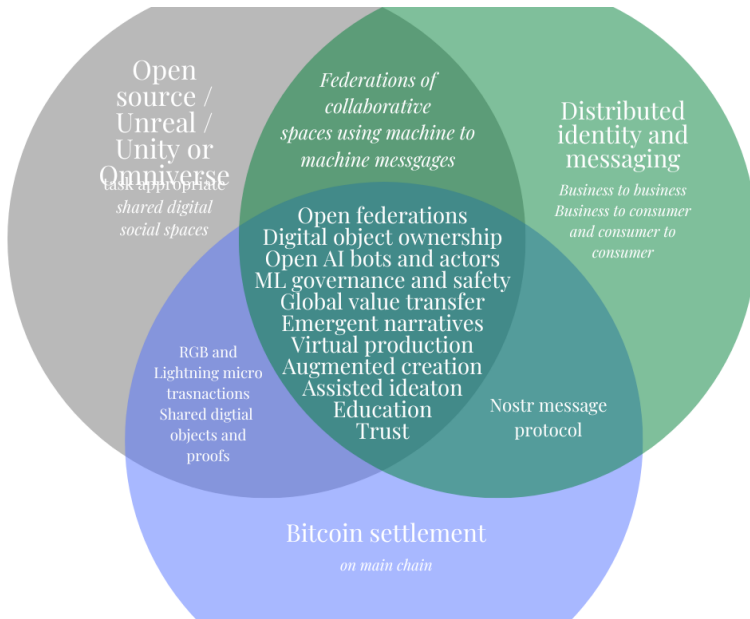 Open
source /
Unreal /
Unity or
Omniverse
task appropriate
shared digital
social spaces
Federations of
collaborative
spaces using machine to
machine messgages
Distributed
identity and
messaging
Business to business
Business to consumer
and consumer to
consumer
Open federations
Digital object ownership
Open AI bots and actors
ML governance and safety
Global value transfer
Emergent narratives
Virtual production
Augmented creation
Assisted ideaton
Education
Trust
RGB and
Lightning micro
trasnactions
Shared digtial
objects and
proofs
Nostr message
protocol
Bitcoin settlement
on main chain